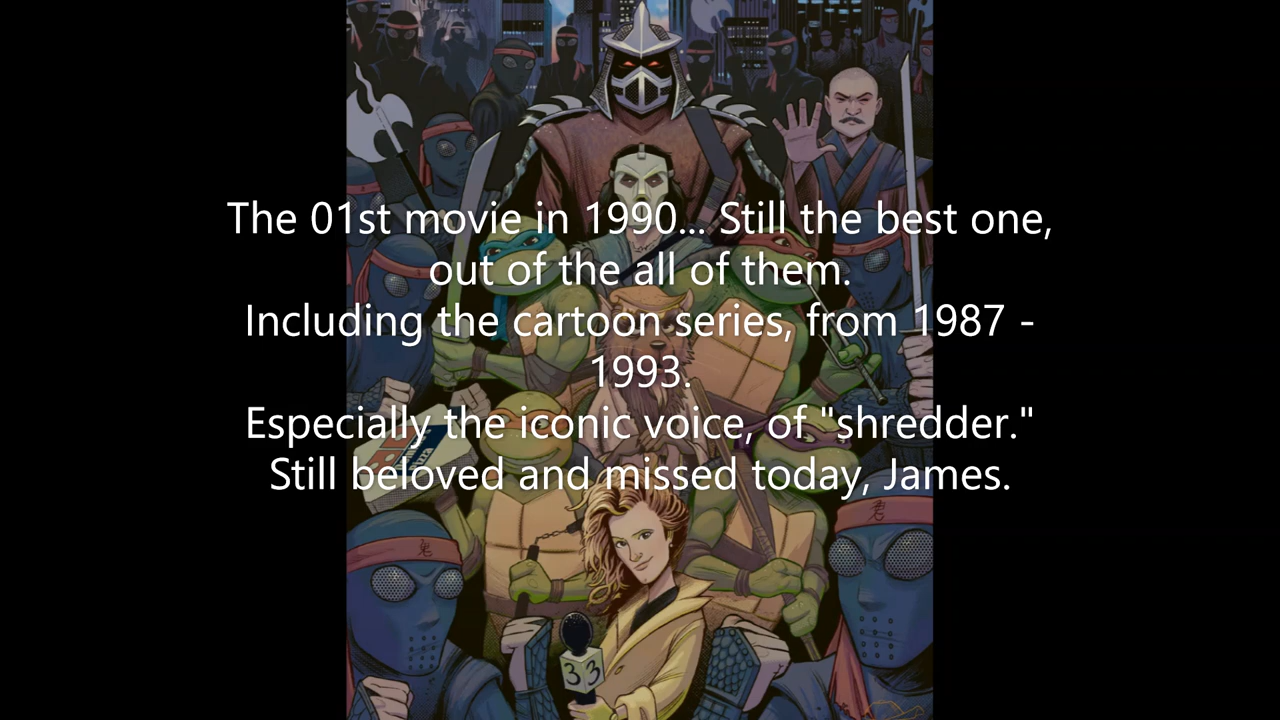 The 01st movie in 1990... Still the best one,
out of the all of them.
Including the cartoon series, from 1987 -
1993.
Especially the iconic voice, of "shredder."
Still beloved and missed today, James.
33